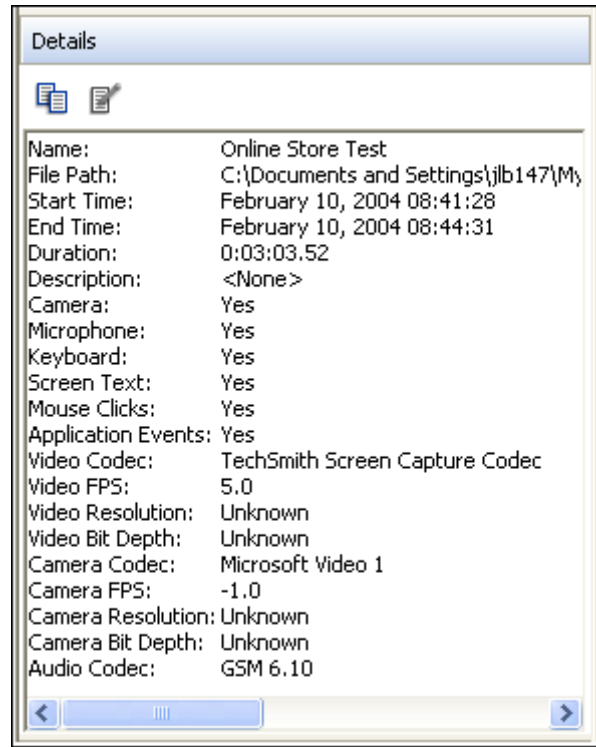 Details
Name: Online Store Test
File Path: C:\Documents and Settings\jlb147\My
Start Time: February 10, 2004 08:41:28
End Time: February 10, 2004 08:44:31
Duration: 0:03:03.52
Description: <None>
Camera: Yes
Microphone: Yes
Keyboard: Yes
Screen Text: Yes
Mouse Clicks: Yes
Application Events: Yes
Video Codec: TechSmith Screen Capture Codec
Video FPS: 5.0
Video Resolution: Unknown
Video Bit Depth: Unknown
Camera Codec: Microsoft Video 1
Camera FPS: -1.0
Camera Resolution: Unknown
Camera Bit Depth: Unknown
Audio Codec: GSM 6.10